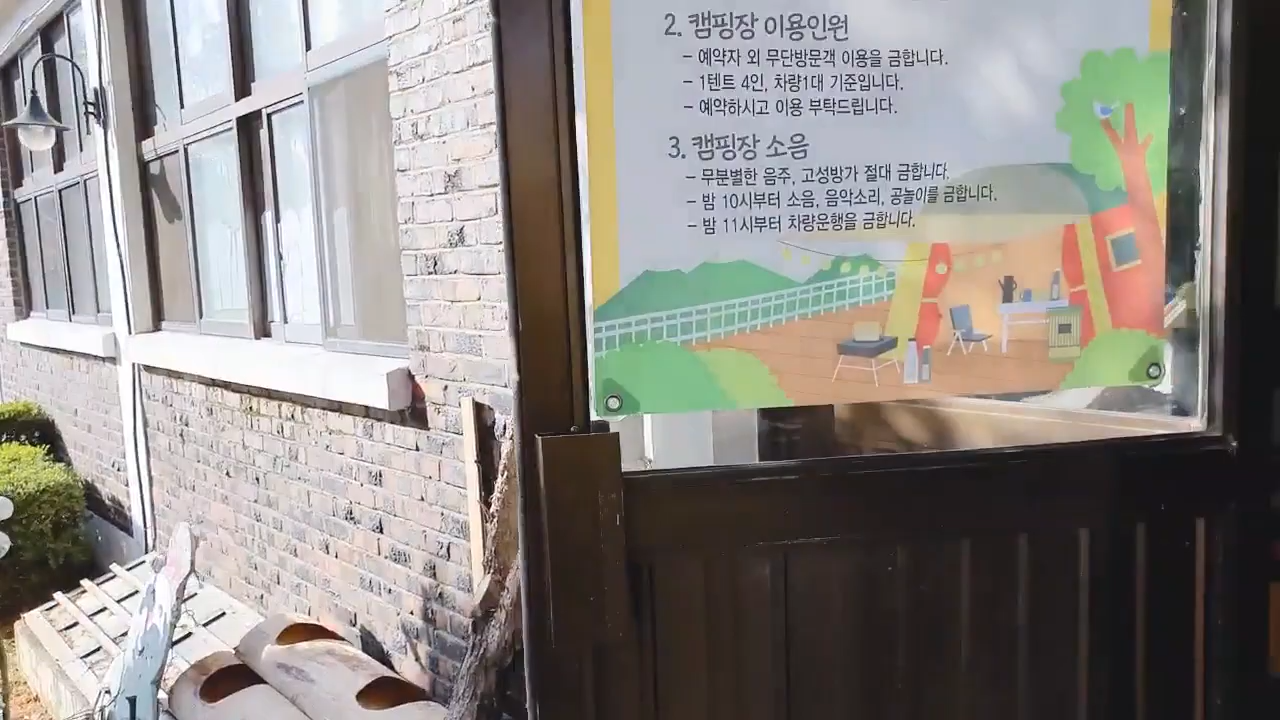 2. 캠핑장 이용인원
- 예약자 외 무단방문객 이용을 금합니다.
- 1텐트 4인, 차량1대 기준입니다.
- 예약하시고 이용 부탁드립니다.
3. 캠핑장 소음
- 무분별한 음주, 고성방가 절대 금합니다.
- 밤 10시부터 소음, 음악소리, 공놀이를 금합니다.
- 밤 11시부터 차량운행을 금합니다.